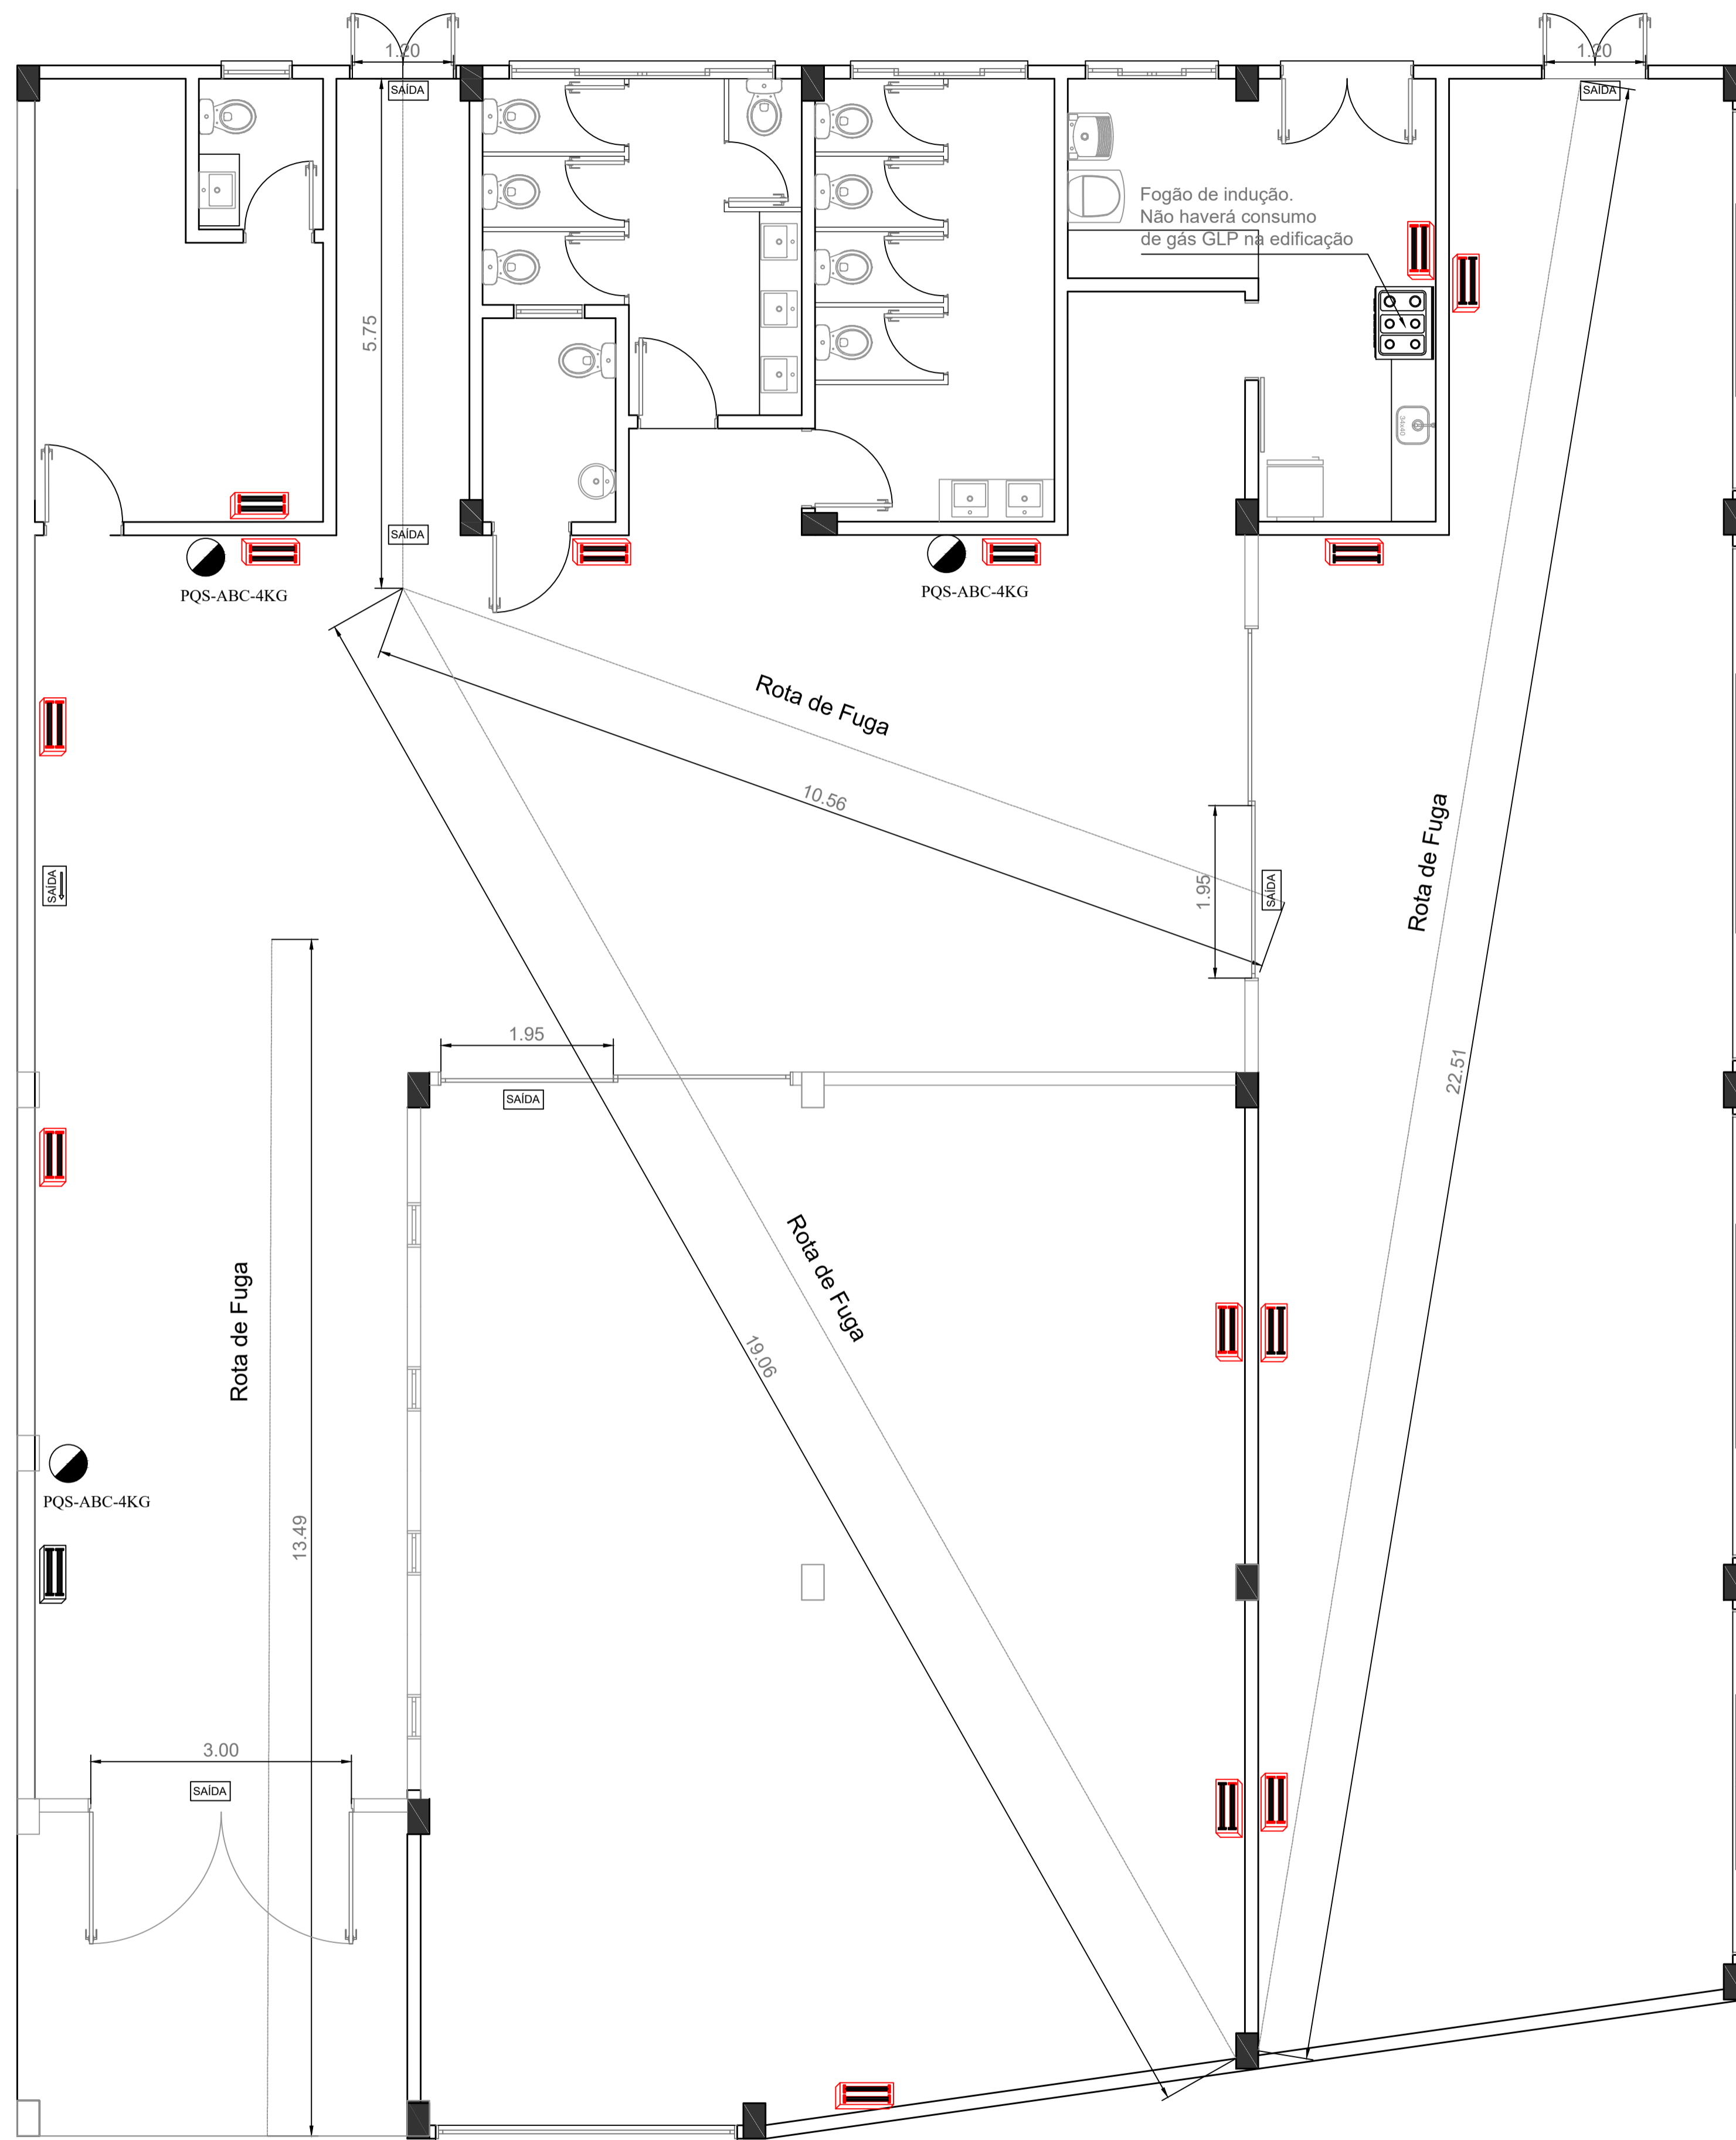 1.20
1.20
SAÍDA
SAÍDA
Fogão de indução.
Não haverá consumo
de gás GLP na edificação
5.75
34x40
SAÍDA
PQS-ABC-4KG
PQS-ABC-4KG
Rota de Fuga
10.56
Rota de Fuga
SAÍDA
1.95
SAÍDA
1.95
SAÍDA
22.51
Rota de Fuga
Rota de Fuga
19.06
PQS-ABC-4KG
13.49
3.00
SAÍDA